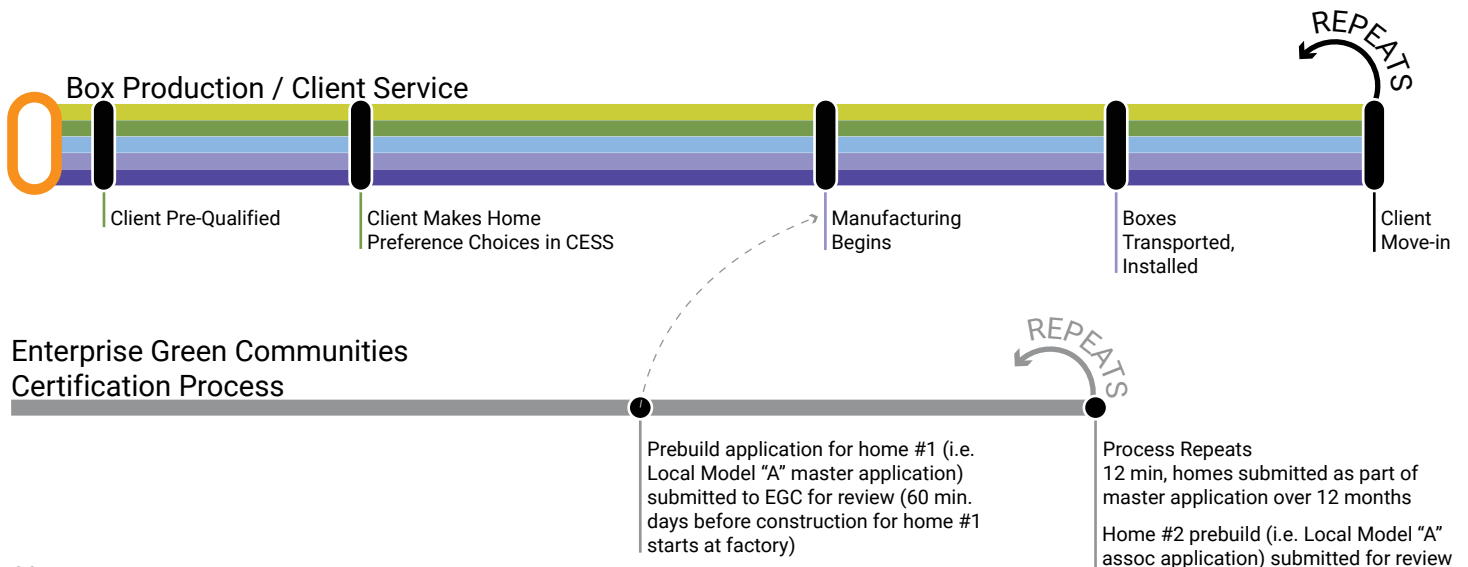 REPEATS
Box Production / Client Service
Client Pre-Qualified
Client Makes Home
Preference Choices in CESS
Manufacturing
Begins
Boxes
Transported,
Installed
Client
Move-in
REPEATS
Enterprise Green Communities
Certification Process
Prebuild application for home #1 (i.e.
Local Model “A” master application)
submitted to EGC for review (60 min.
days before construction for home #1
starts at factory)
Process Repeats
12 min, homes submitted as part of
master application over 12 months
Home #2 prebuild (i.e. Local Model “A”
assoc application) submitted for review